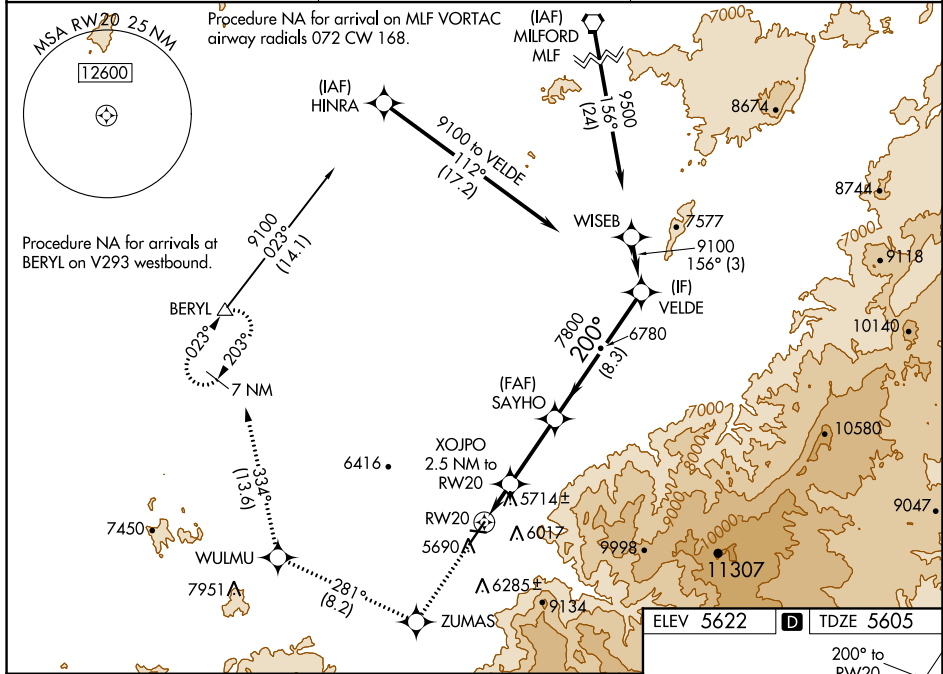 MSA RW20 25 NM
12600
Procedure NA for arrival on MLF VORTAC
airway radials 072 CW 168.
(IAF)
MILFORD
MLF
7000
(IAF)
HINRA
9500
156°
(24)
8674
9100 to VELDE
112°
(17.2)
8744
7000
WISEB
7577
9100
156° (3)
9118
Procedure NA for arrivals at
BERYL on V293 westbound.
9100
023°
(14.1)
(IF)
VELDE
BERYL
023°
203°
7 NM
7800
200°
(8.3)
6780
10140
(FAF)
SAYHO
7000
8000
9000
10580
XOJPO
2.5 NM to
RW20
6416
334°
(13.6)
5714±
RW20
5690
6017
9047
7450
WULMU
9998
10000
11307
7951
281°
(8.2)
6285±
9134
ZUMAS
ELEV 5622
D
TDZE 5605
200° to
RW20